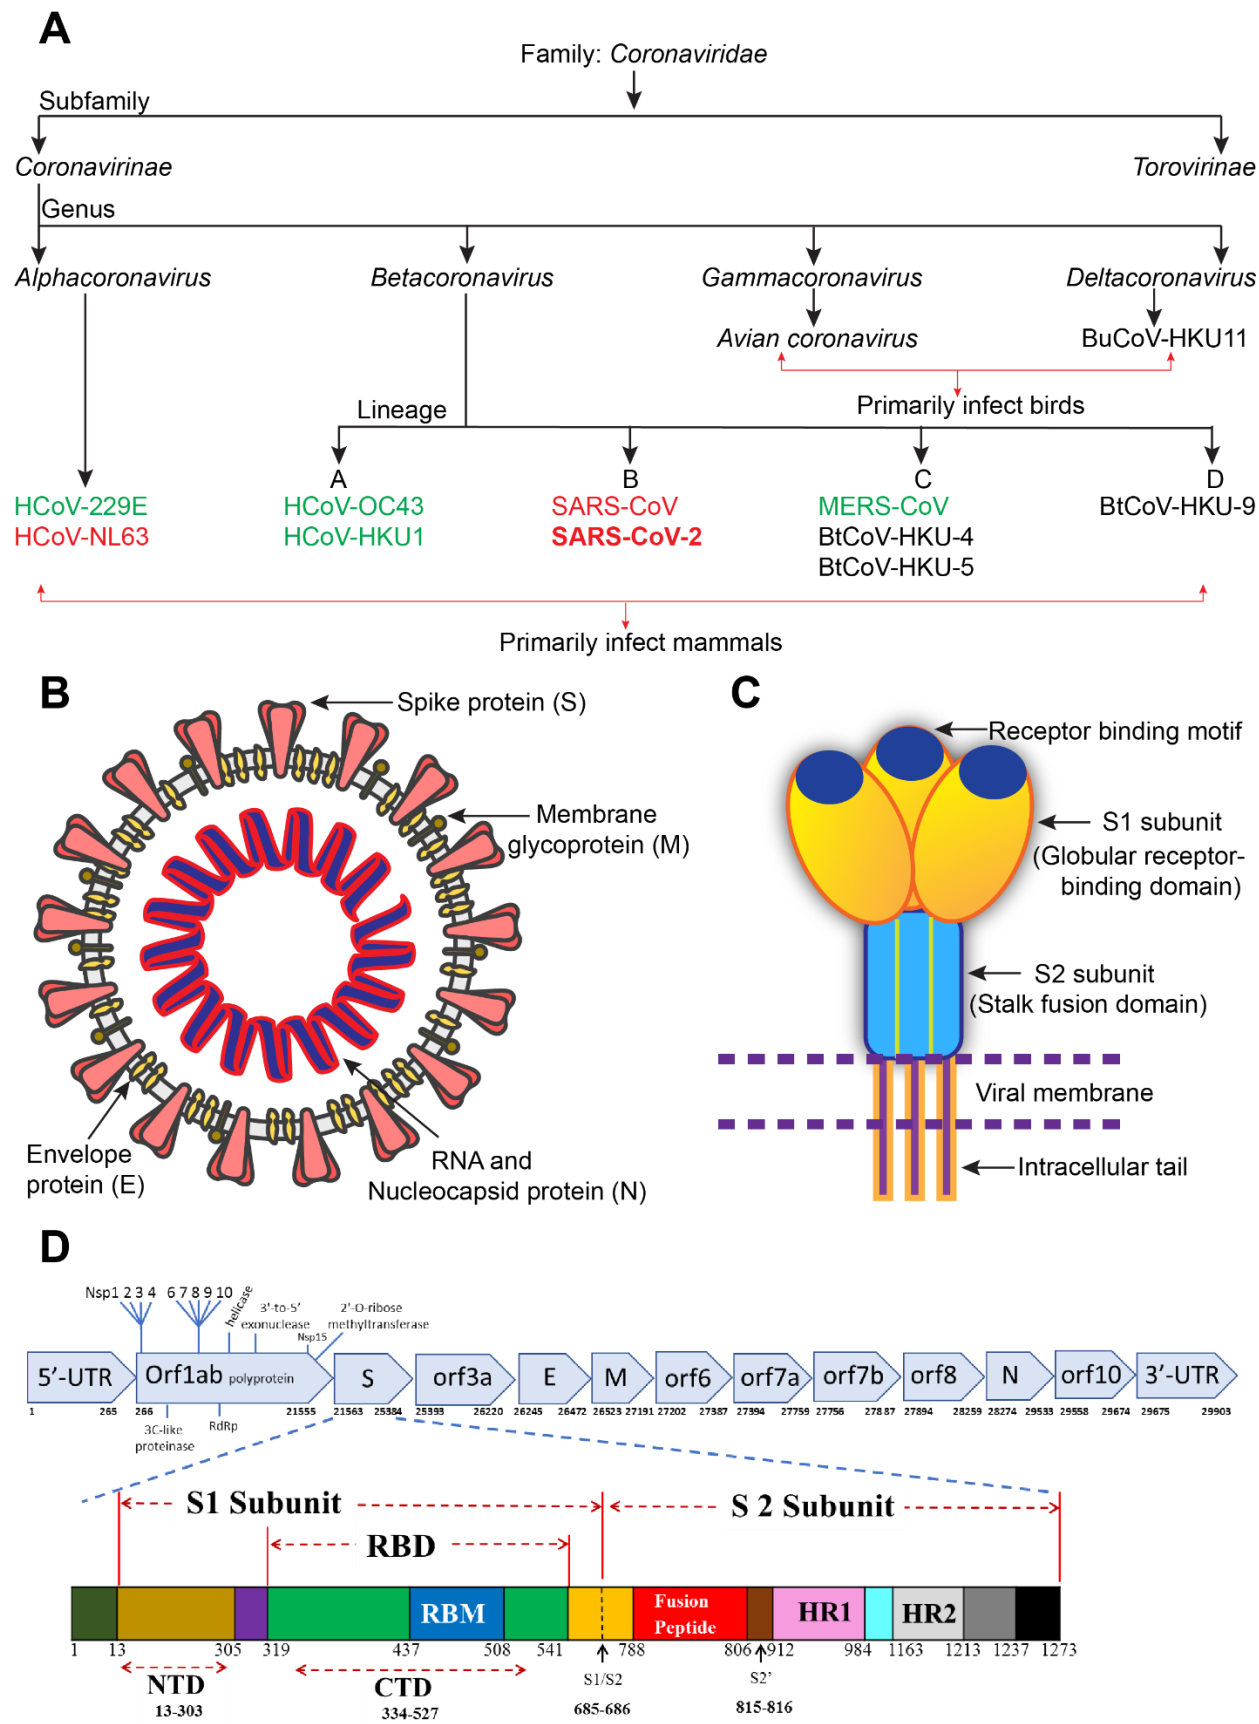 A
Family: Coronaviridae
Subfamily
Coronavirinae
Torovirinae
Genus
Alphacoronavirus
Betacoronavirus
Gammacoronavirus
Deltacoronavirus
Avian coronavirus
BuCoV-HKU11
Primarily infect birds
Lineage
A
B
C
D
HCoV-229E
HCoV-OC43
SARS-CoV
MERS-CoV
BtCoV-HKU-9
HCoV-NL63
HCoV-HKU1
SARS-CoV-2
BtCoV-HKU-4
BtCoV-HKU-5
Primarily infect mammals
B
Spike protein (S)
Membrane
glycoprotein (M)
Envelope
protein (E)
RNA and
Nucleocapsid protein (N)
C
Receptor binding motif
S1 subunit
(Globular receptor-
binding domain)
S2 subunit
(Stalk fusion domain)
Viral membrane
Intracellular tail
D
Nsp1 2 3 4
6 7 8 9 10
helicase
3'-to-5'
exonuclease
Nsp15
2'-O-ribose
methyltransferase
5'-UTR
Orf1ab polyprotein
S
orf3a
E
M
orf6
orf7a
orf7b
orf8
N
orf10
3'-UTR
1 265 266 21555 21563 25384 25393 26220 26245 26472 26523 27191 27202 27387 27394 27759 27756 27887 27894 28259 28274 29533 29558 29674 29675 29903
3C-like
proteinase
RdRp
S1 Subunit
S 2 Subunit
RBD
RBM
Fusion
Peptide
HR1
HR2
1 13 305 319 437 508 541 788 806 912 984 1163 1213 1237 1273
NTD
13-303
CTD
334-527
S1/S2
685-686
S2'
815-816